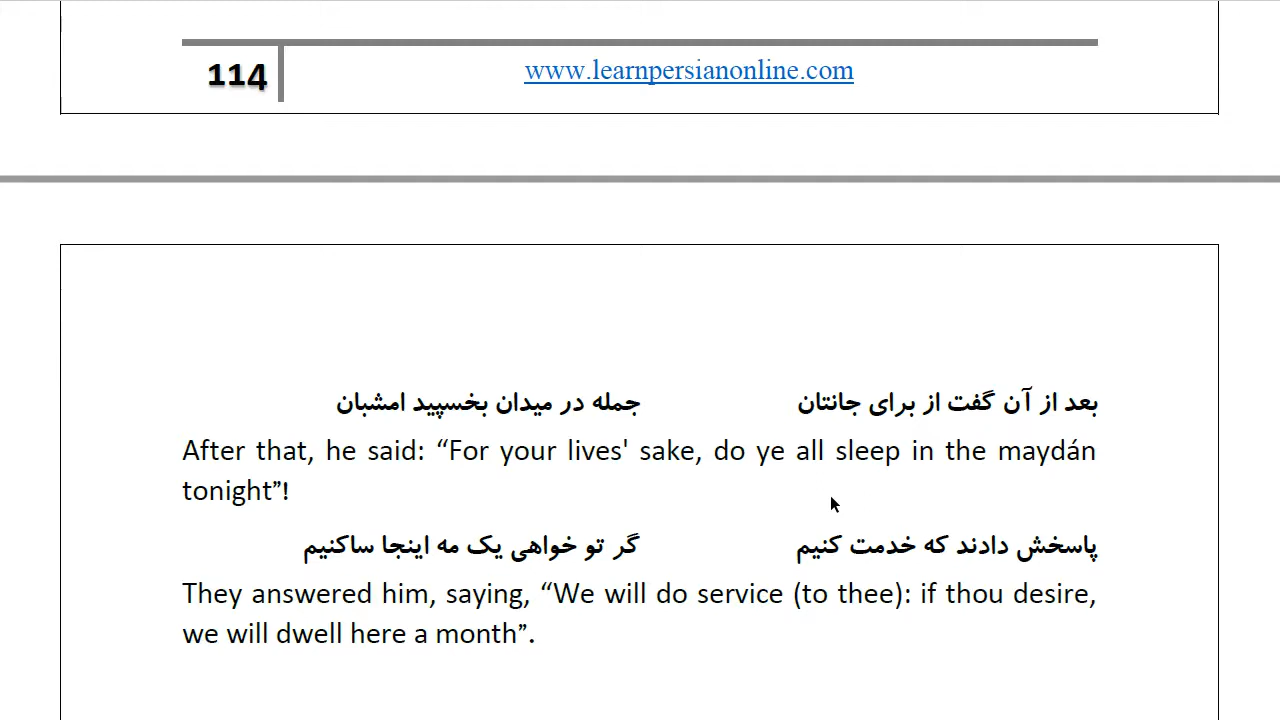 114
www.learnpersianonline.com
بعد از آن گفت از برای جانتان جمله در میدان بخسپید امشبان
After that, he said: “For your lives' sake, do ye all sleep in the maydán
tonight”!
پاسخش دادند که خدمت کنیم گر تو خواهی یک مه اینجا ساکنیم
They answered him, saying, “We will do service (to thee): if thou desire,
we will dwell here a month”.